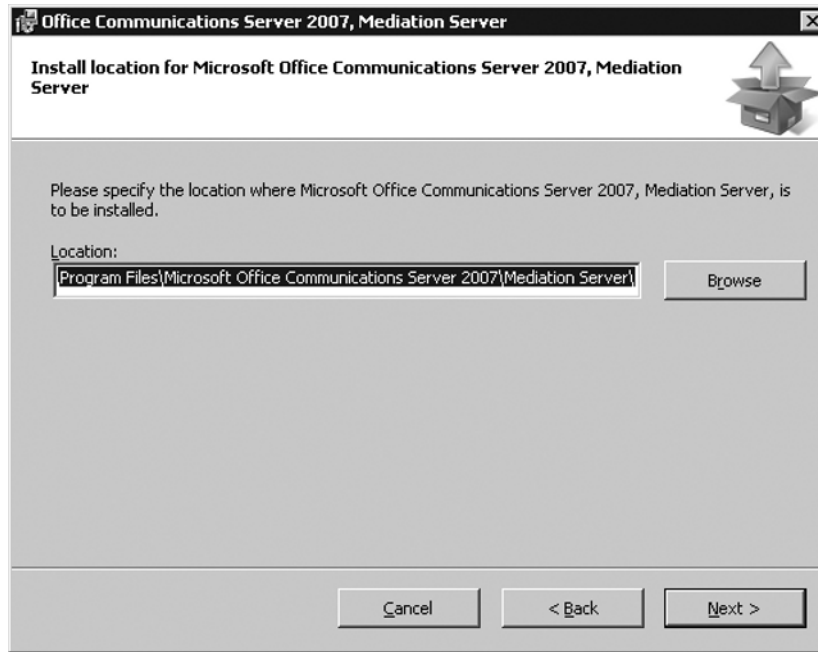 Office Communications Server 2007, Mediation Server
Install location for Microsoft Office Communications Server 2007, Mediation
Server
Please specify the location where Microsoft Office Communications Server 2007, Mediation Server, is
to be installed.
Location:
Program Files\Microsoft Office Communications Server 2007\Mediation Server\
Browse
Cancel
< Back
Next >